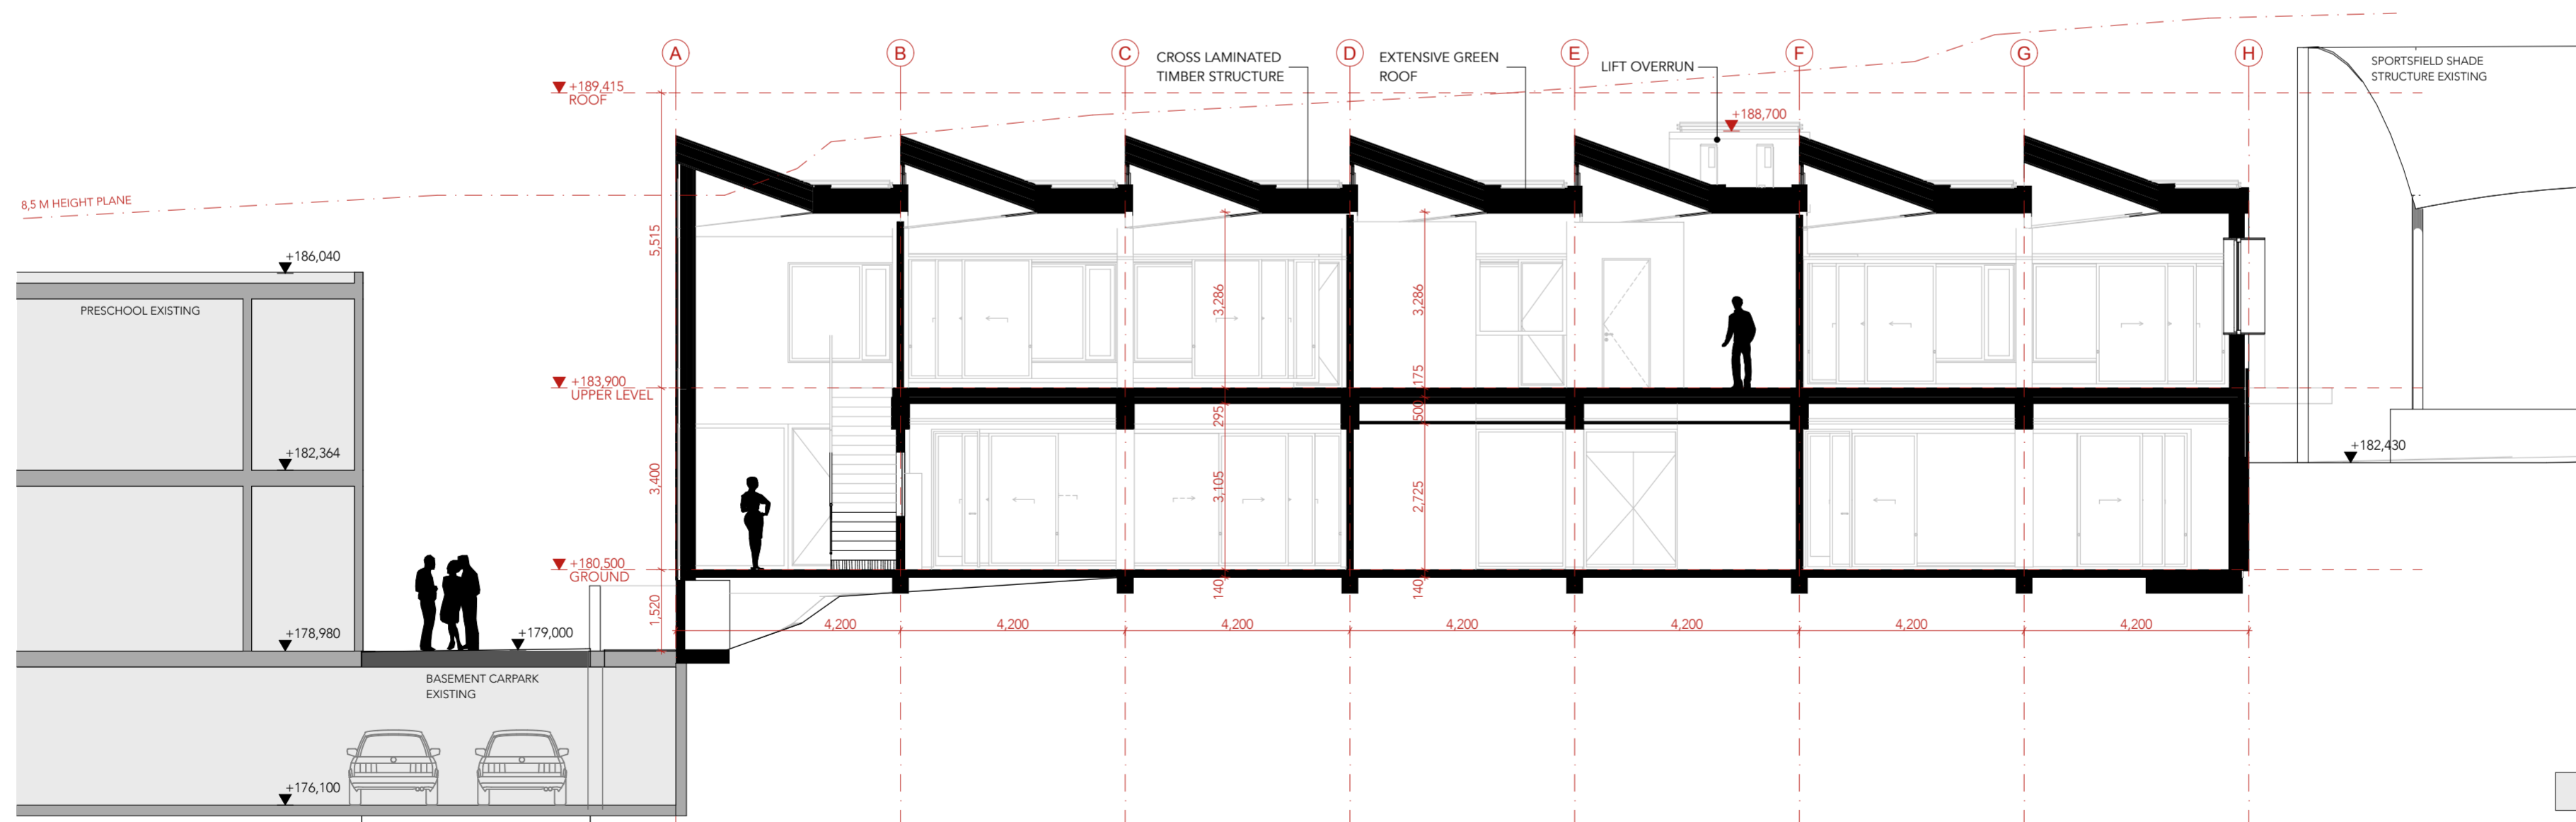 A
B
C
D
E
F
G
H
CROSS LAMINATED
TIMBER STRUCTURE
EXTENSIVE GREEN
ROOF
LIFT OVERRUN
SPORTSFIELD SHADE
STRUCTURE EXISTING
+189,415
ROOF
+188,700
8,5 M HEIGHT PLANE
5,515
+186,040
PRESCHOOL EXISTING
3,286
3,286
+183,900
UPPER LEVEL
175
295
500
+182,364
+182,430
3,400
3,105
2,725
+180,500
GROUND
1,520
140
140
+178,980
+179,000
4,200
4,200
4,200
4,200
4,200
4,200
4,200
BASEMENT CARPARK
EXISTING
+176,100